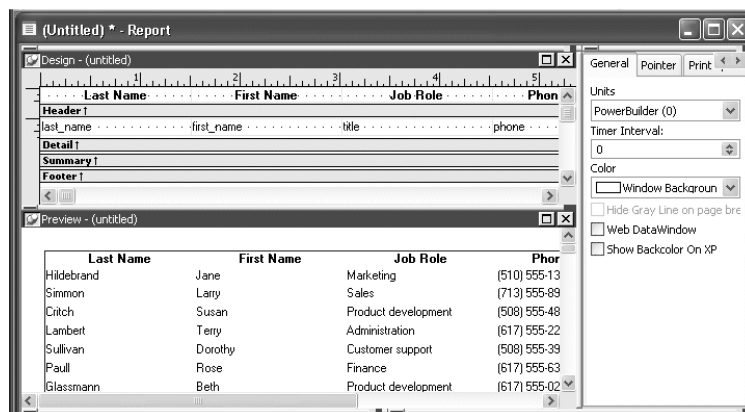 (Untitled) * - Report
Design - (untitled)
1 2 3 4 5
Last Name First Name Job Role Phon
Header ↑
last_name first_name title phone
Detail ↑
Summary ↑
Footer ↑
Preview - (untitled)
Last Name First Name Job Role Phor
Hildebrand Jane Marketing (510) 555-13
Simmon Larry Sales (713) 555-89
Critch Susan Product development (508) 555-48
Lambert Terry Administration (617) 555-22
Sullivan Dorothy Customer support (508) 555-39
Paull Rose Finance (617) 555-63
Glassmann Beth Product development (617) 555-02
General Pointer Print
Units
PowerBuilder (0)
Timer Interval:
0
Color
Window Backgroun
Hide Gray Line on page bre
Web DataWindow
Show Backcolor On XP